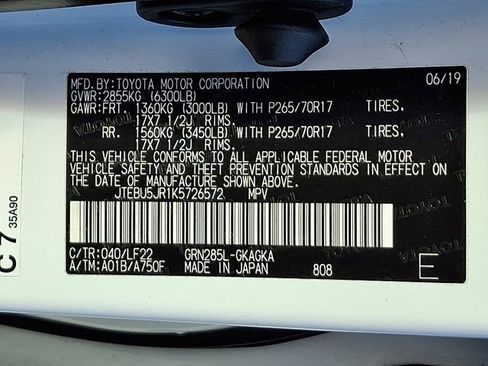 MFD.BY:TOYOTA MOTOR CORPORATION 06/19
GVWR:2855KG (6300LB)
GAWR:FRT. 1360KG (3000LB) WITH P265/70R17 TIRES.
17X7 1/2J RIMS.
RR. 1560KG (3450LB) WITH P265/70R17 TIRES.
17X7 1/2J RIMS.
THIS VEHICLE CONFORMS TO ALL APPLICABLE FEDERAL MOTOR
VEHICLE SAFETY AND THEFT PREVENTION STANDARDS IN EFFECT
ON THE DATE OF MANUFACTURE SHOWN ABOVE.
JTEBU5JR1K5726572 MPV
C/TR:040/LF22 GRN285L-GKAGKA
A/TM:A01B/A750F MADE IN JAPAN 808
E
C 7
35A90